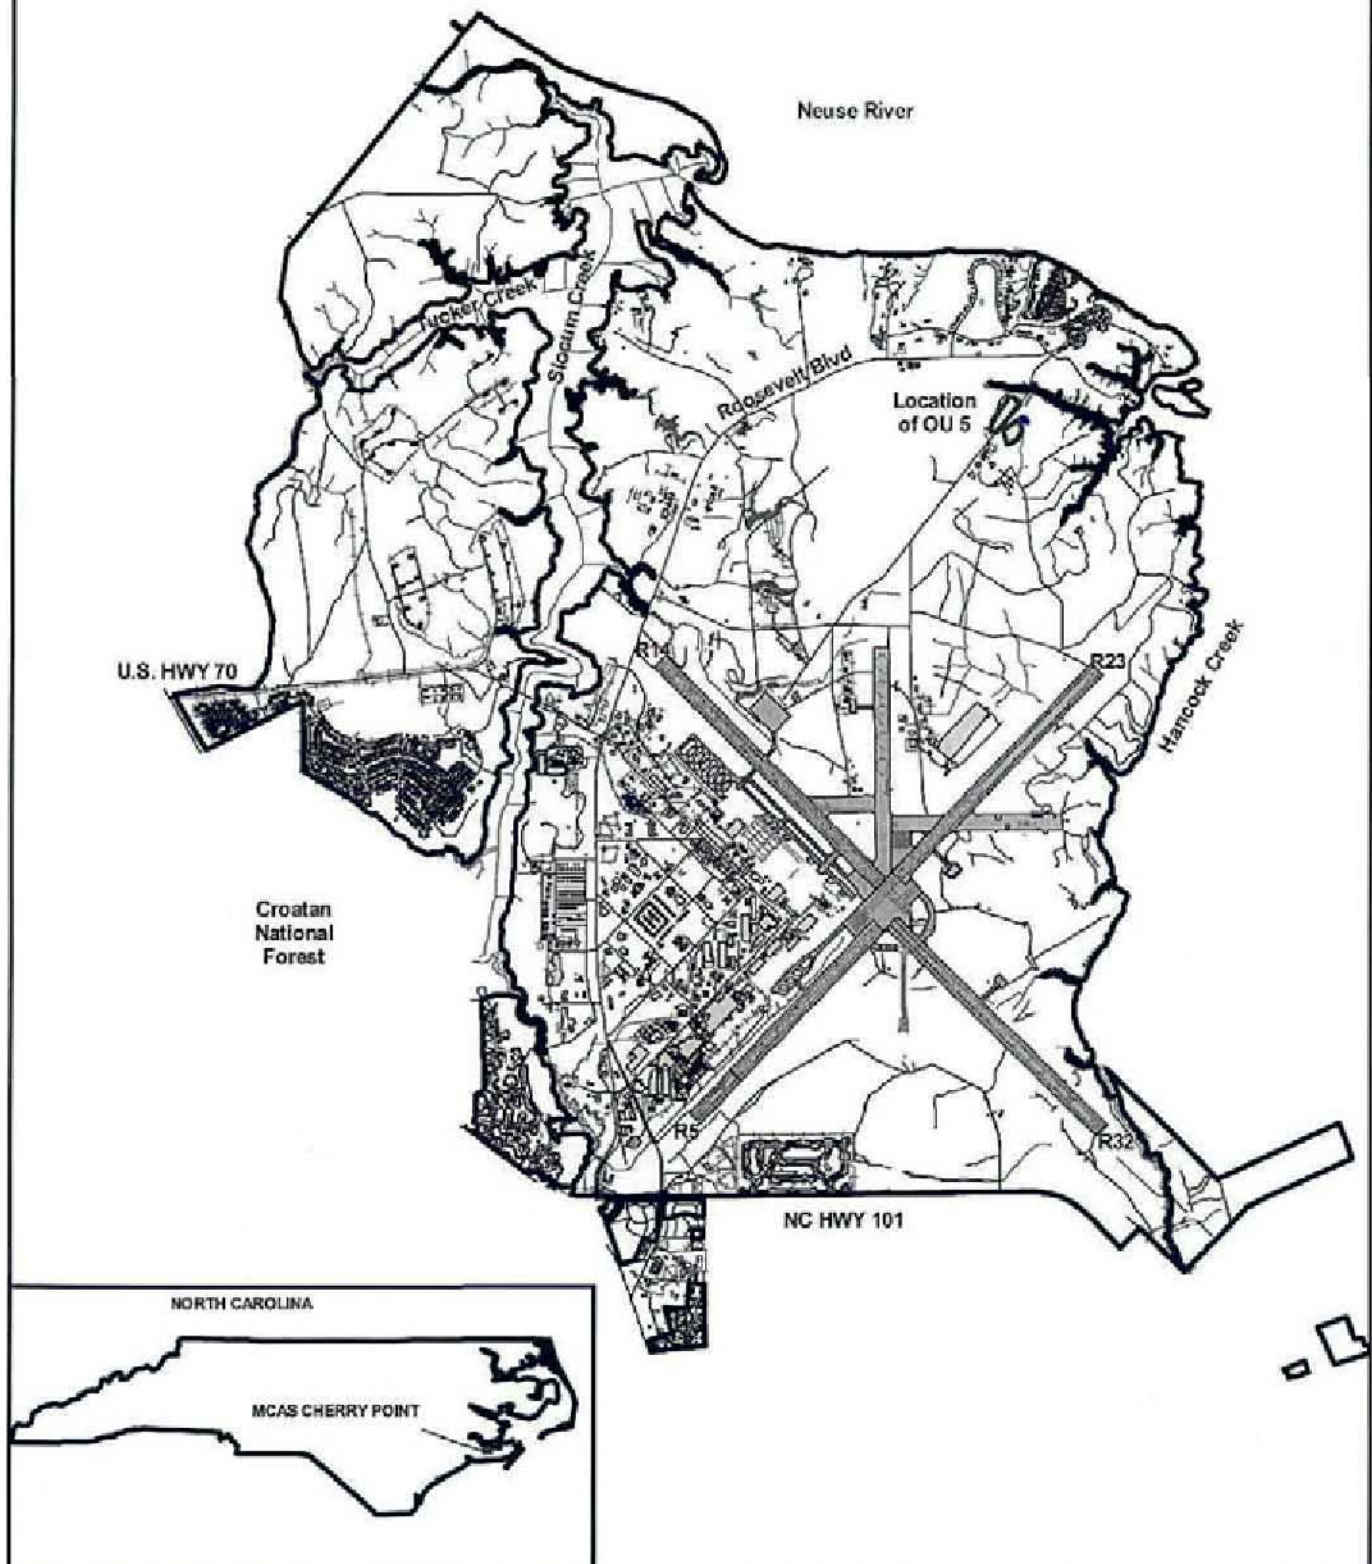 Neuse River
Tucker Creek
Slocum Creek
Roosevelt Blvd
Location
of OU 5
U.S. HWY 70
R14
R23
Hancock Creek
Croatan
National
Forest
R5
R32
NC HWY 101
NORTH CAROLINA
MCAS CHERRY POINT